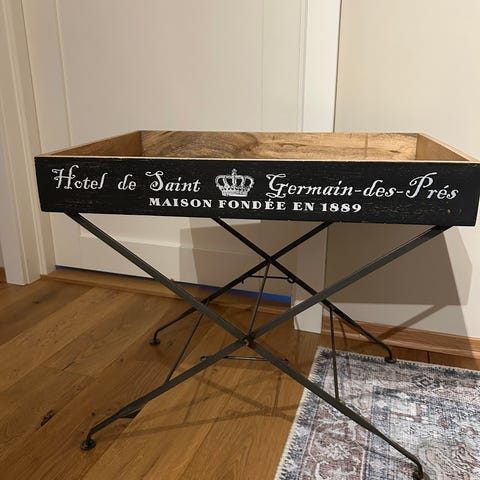 Hotel de Saint Germain-des-Prés
MAISON FONDÉE EN 1889